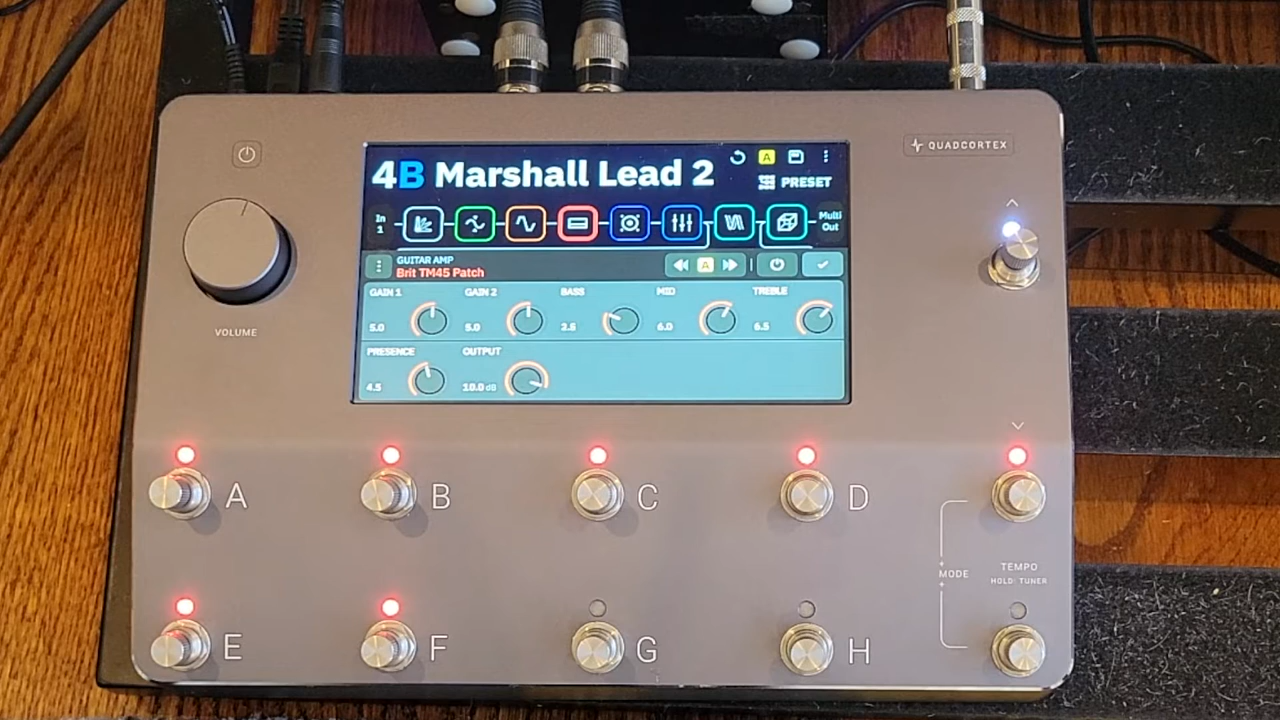 QUADCORTEX
4B Marshall Lead 2
A
PRESET
In
1
Multi
Out
GUITAR AMP
Brit TM45 Patch
A
GAIN 1
GAIN 2
BASS
MID
TREBLE
5.0
5.0
2.5
6.0
6.5
PRESENCE
OUTPUT
4.5
10.0 dB
VOLUME
A
B
C
D
MODE
TEMPO
HOLD: TUNER
E
F
G
H